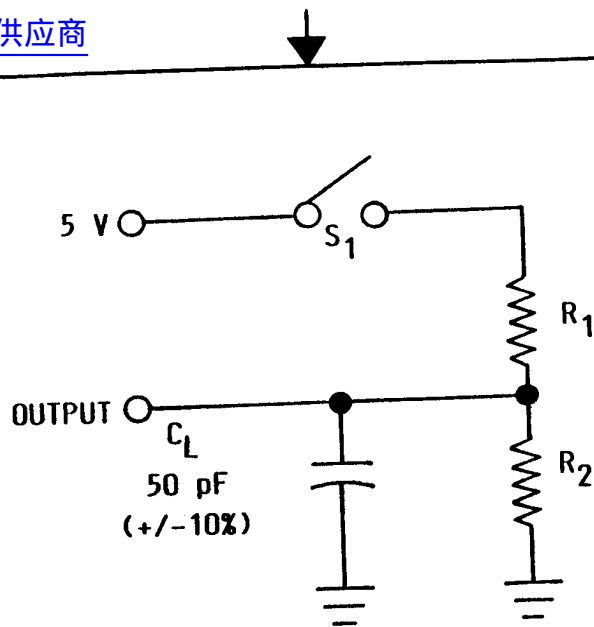 供应商
5 V
S1
R1
OUTPUT
CL
50 pF
(+/-10%)
R2